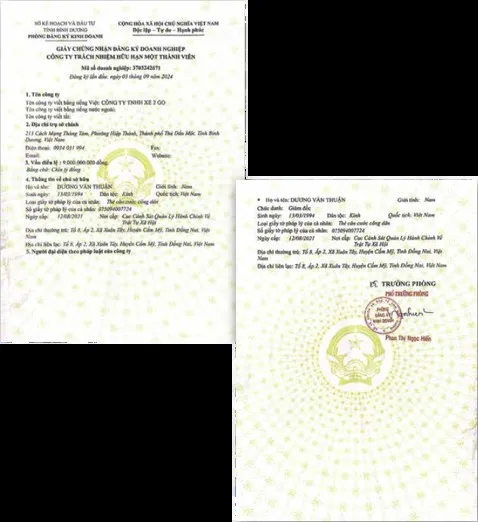 SỞ KẾ HOẠCH VÀ ĐẦU TƯ
TỈNH BÌNH DƯƠNG
PHÒNG ĐĂNG KÝ KINH DOANH
CỘNG HÒA XÃ HỘI CHỦ NGHĨA VIỆT NAM
Độc lập - Tự do - Hạnh phúc
GIẤY CHỨNG NHẬN ĐĂNG KÝ DOANH NGHIỆP
CÔNG TY TRÁCH NHIỆM HỮU HẠN MỘT THÀNH VIÊN
Mã số doanh nghiệp: 3703242671
Đăng ký lần đầu, ngày 03 tháng 09 năm 2024
1. Tên công ty
Tên công ty viết bằng tiếng Việt: CÔNG TY TNHH XE 2 GO
Tên công ty viết bằng tiếng nước ngoài:
Tên công ty viết tắt:
2. Địa chỉ trụ sở chính
213 Cách Mạng Tháng Tám, Phường Hiệp Thành, Thành phố Thủ Dầu Một, Tỉnh Bình
Dương, Việt Nam
Điện thoại: 0934 031 094 Fax:
Email: Website:
3. Vốn điều lệ : 9.000.000.000 đồng.
Bằng chữ: Chín tỷ đồng
4. Thông tin về chủ sở hữu
Họ và tên: DƯƠNG VĂN THUẬN Giới tính: Nam
Sinh ngày: 13/03/1994 Dân tộc: Kinh Quốc tịch: Việt Nam
Loại giấy tờ pháp lý của cá nhân: Thẻ căn cước công dân
Số giấy tờ pháp lý của cá nhân: 075094007724
Ngày cấp: 12/08/2021 Nơi cấp: Cục Cảnh Sát Quản Lý Hành Chính Về
Trật Tự Xã Hội
Địa chỉ thường trú: Tổ 8, Ấp 2, Xã Xuân Tây, Huyện Cẩm Mỹ, Tỉnh Đồng Nai, Việt
Nam
Địa chỉ liên lạc: Tổ 8, Ấp 2, Xã Xuân Tây, Huyện Cẩm Mỹ, Tỉnh Đồng Nai, Việt Nam
5. Người đại diện theo pháp luật của công ty
* Họ và tên: DƯƠNG VĂN THUẬN Giới tính: Nam
Chức danh: Giám đốc
Sinh ngày: 13/03/1994 Dân tộc: Kinh Quốc tịch: Việt Nam
Loại giấy tờ pháp lý của cá nhân: Thẻ căn cước công dân
Số giấy tờ pháp lý của cá nhân: 075094007724
Ngày cấp: 12/08/2021 Nơi cấp: Cục Cảnh Sát Quản Lý Hành Chính Về
Trật Tự Xã Hội
Địa chỉ thường trú: Tổ 8, Ấp 2, Xã Xuân Tây, Huyện Cẩm Mỹ, Tỉnh Đồng Nai, Việt Nam
Địa chỉ liên lạc: Tổ 8, Ấp 2, Xã Xuân Tây, Huyện Cẩm Mỹ, Tỉnh Đồng Nai, Việt Nam
TRƯỞNG PHÒNG
PHÓ TRƯỞNG PHÒNG
PHÒNG
ĐĂNG KÝ
KINH DOANH
Phan Thị Ngọc Hiền